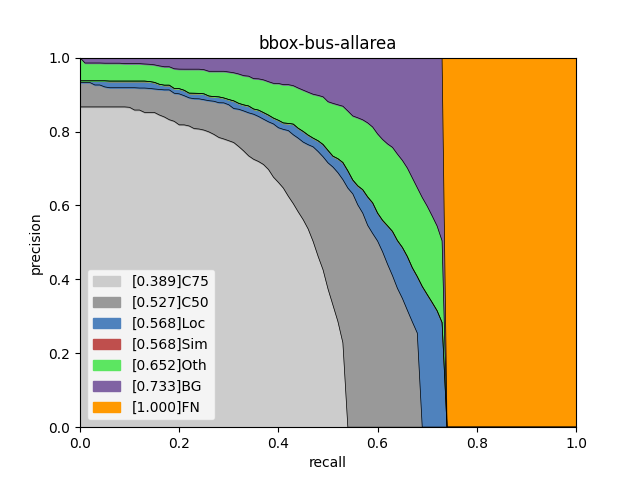 bbox-bus-allarea
precision
1.0
0.8
0.6
0.4
0.2
0.0
[0.389]C75
[0.527]C50
[0.568]Loc
[0.568]Sim
[0.652]Oth
[0.733]BG
[1.000]FN
0.0 0.2 0.4 0.6 0.8 1.0
recall